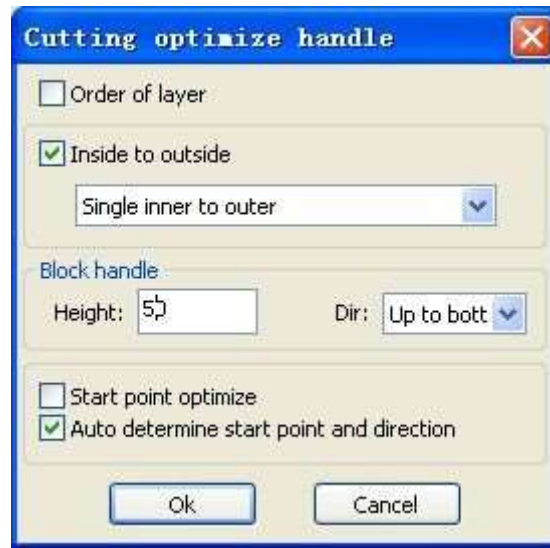 Cutting optimize handle
Order of layer
Inside to outside
Single inner to outer
Block handle
Height:
Dir: Up to bott
Start point optimize
Auto determine start point and direction
Ok
Cancel